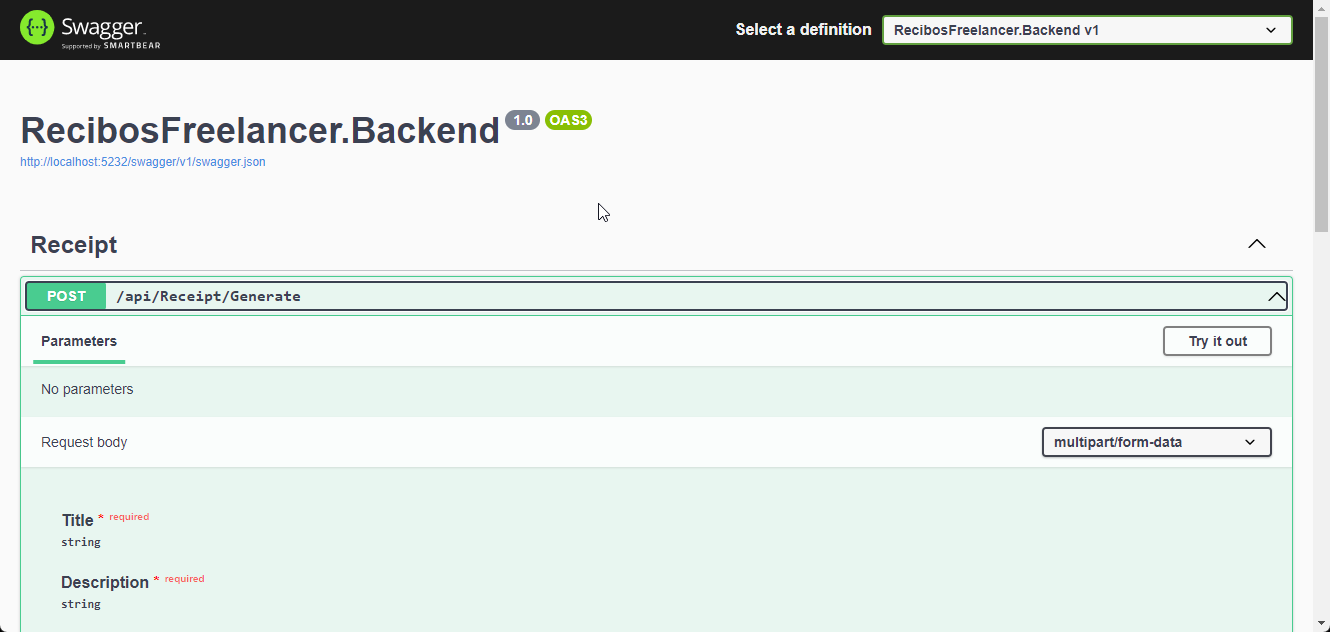 Swagger
Supported by SMARTBEAR
Select a definition
RecibosFreelancer.Backend v1
RecibosFreelancer.Backend 1.0 OAS3
http://localhost:5232/swagger/v1/swagger.json
Receipt
POST /api/Receipt/Generate
Parameters
Try it out
No parameters
Request body
multipart/form-data
Title * required
string
Description * required
string